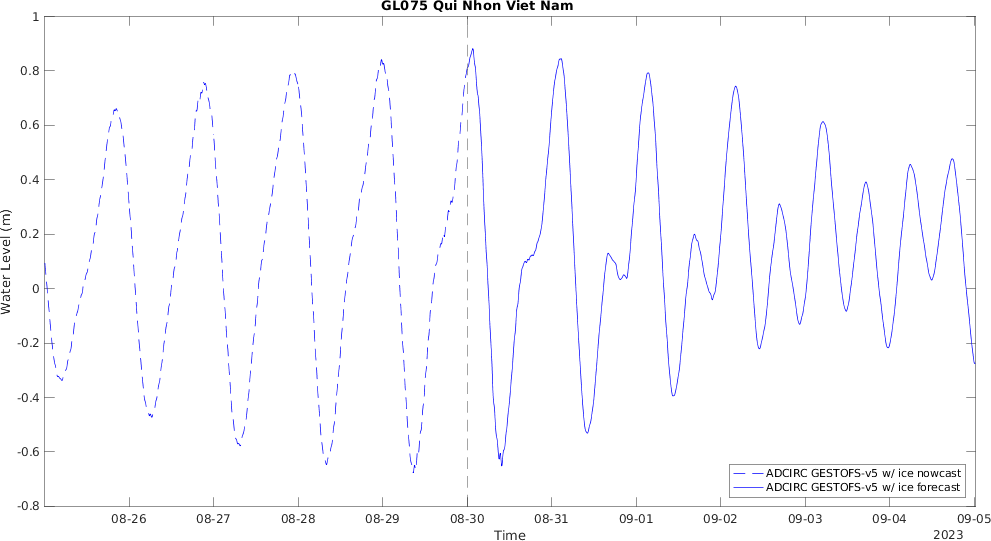 GL075 Qui Nhon Viet Nam
1
0.8
0.6
0.4
0.2
0
-0.2
-0.4
-0.6
-0.8
Water Level (m)
ADCIRC GESTOFS-v5 w/ ice nowcast
ADCIRC GESTOFS-v5 w/ ice forecast
08-26 08-27 08-28 08-29 08-30 08-31 09-01 09-02 09-03 09-04 09-05
Time
2023